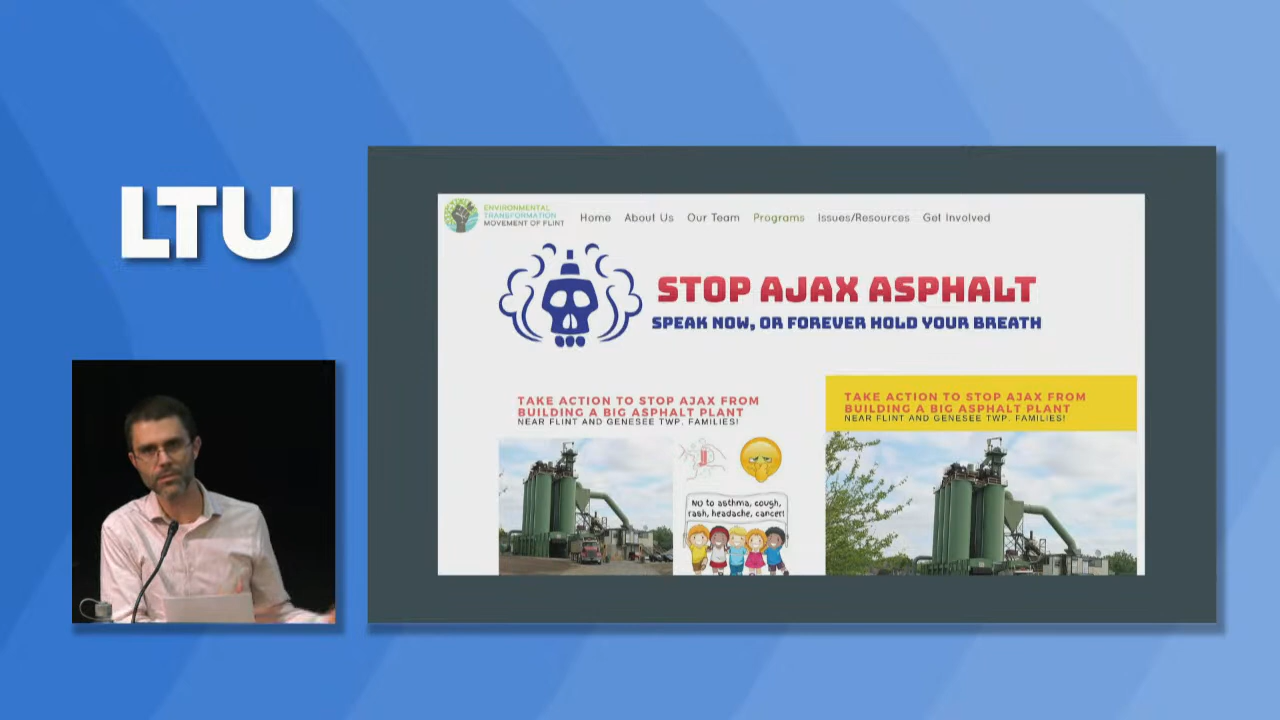 LTU
ENVIRONMENTAL
TRANSFORMATION
MOVEMENT OF FLINT
Home About Us Our Team Programs Issues/Resources Get Involved
STOP AJAX ASPHALT
SPEAK NOW, OR FOREVER HOLD YOUR BREATH
TAKE ACTION TO STOP AJAX FROM
BUILDING A BIG ASPHALT PLANT
NEAR FLINT AND GENESEE TWP. FAMILIES!
NO to asthma, cough,
rash, headache, cancer!
TAKE ACTION TO STOP AJAX FROM
BUILDING A BIG ASPHALT PLANT
NEAR FLINT AND GENESEE TWP. FAMILIES!